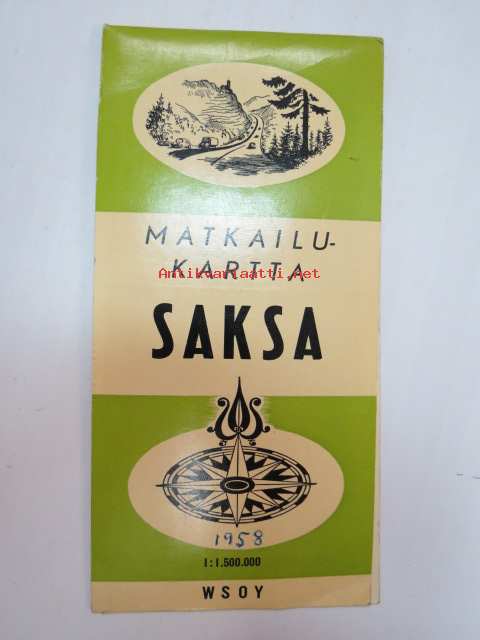 MATKAILU-
KARTTA
Antikvariaatti.net
SAKSA
1958
1:1.500.000
WSOY